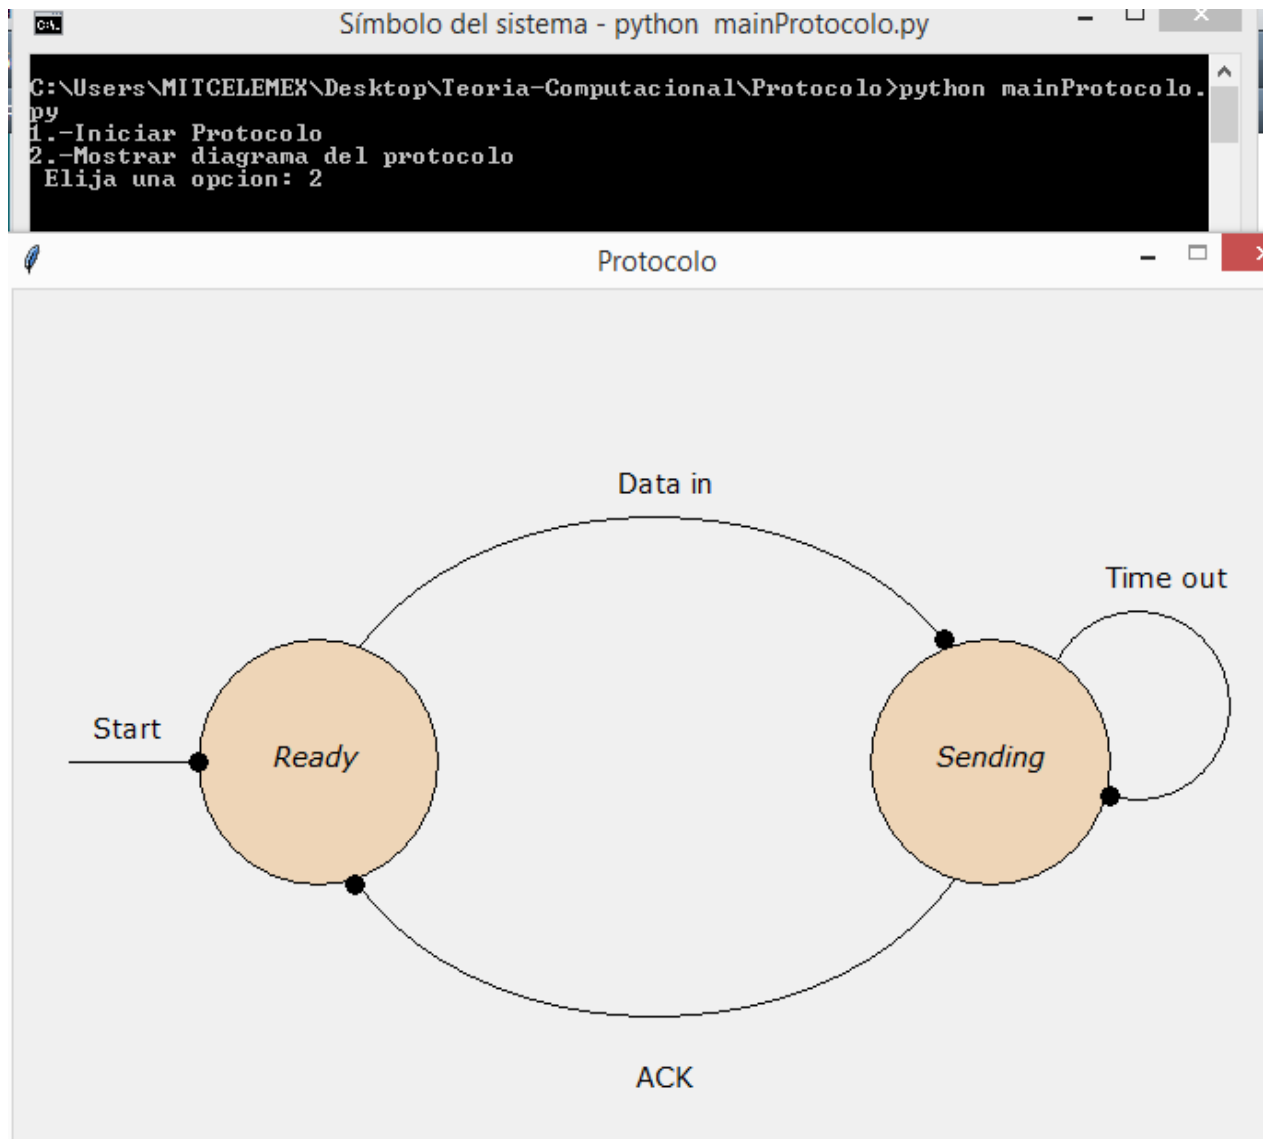 Símbolo del sistema - python  mainProtocolo.py
C:\Users\MITCELEMEX\Desktop\Teoria-Computacional\Protocolo>python mainProtocolo.
py
1.-Iniciar Protocolo
2.-Mostrar diagrama del protocolo
 Elija una opcion: 2
Protocolo
Data in
Time out
Start
Ready
Sending
ACK